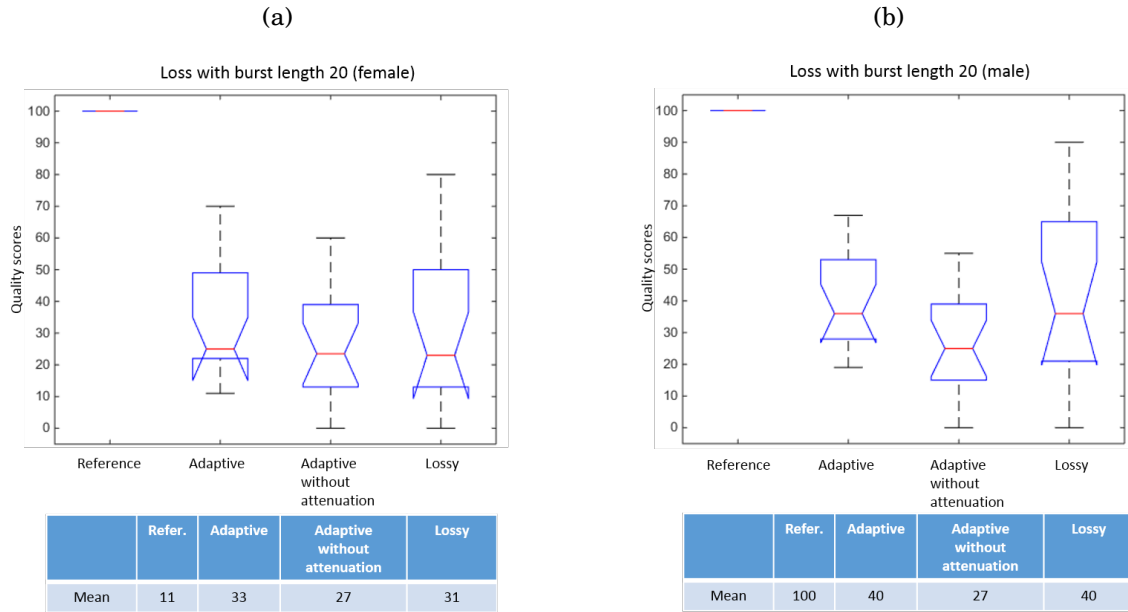 (a)
Loss with burst length 20 (female)
100
90
80
70
60
50
40
30
20
10
0
Quality scores
Reference
Adaptive
Adaptive
without
attenuation
Lossy
Refer.
Adaptive
Adaptive
without
attenuation
Lossy
Mean 11 33 27 31
(b)
Loss with burst length 20 (male)
100
90
80
70
60
50
40
30
20
10
0
Quality scores
Reference
Adaptive
Adaptive
without
attenuation
Lossy
Refer.
Adaptive
Adaptive
without
attenuation
Lossy
Mean 100 40 27 40